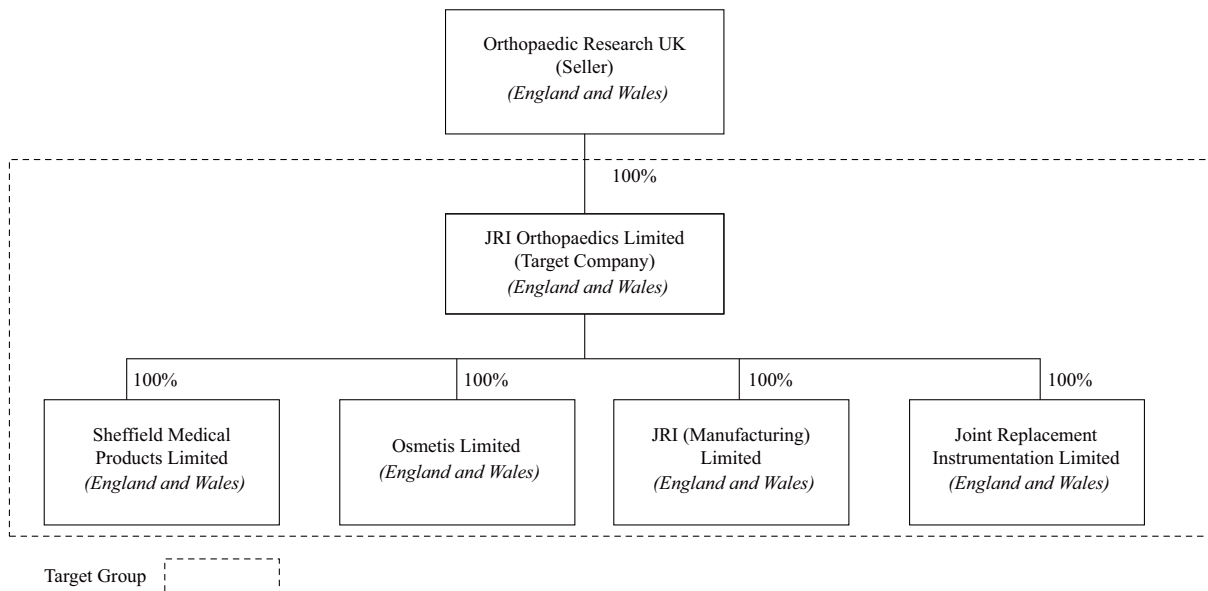 Orthopaedic Research UK
(Seller)
(England and Wales)
100%
JRI Orthopaedics Limited
(Target Company)
(England and Wales)
100%
100%
100%
100%
Sheffield Medical
Products Limited
(England and Wales)
Osmetis Limited
(England and Wales)
JRI (Manufacturing)
Limited
(England and Wales)
Joint Replacement
Instrumentation Limited
(England and Wales)
Target Group